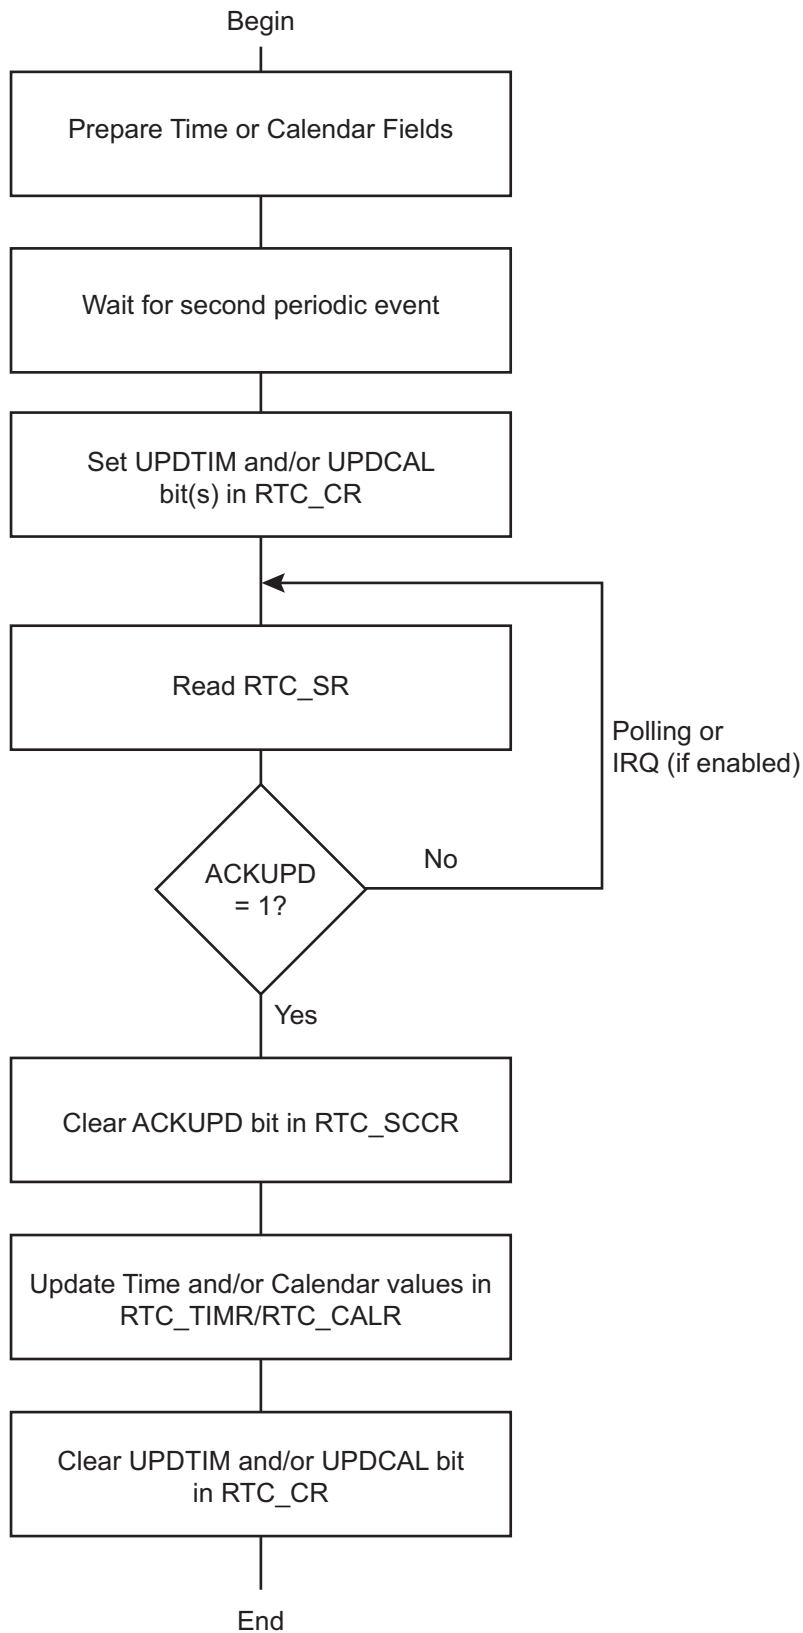 Begin
Prepare Time or Calendar Fields
Wait for second periodic event
Set UPDTIM and/or UPDCAL
bit(s) in RTC_CR
Read RTC_SR
Polling or
IRQ (if enabled)
ACKUPD
= 1?
No
Yes
Clear ACKUPD bit in RTC_SCCR
Update Time and/or Calendar values in
RTC_TIMR/RTC_CALR
Clear UPDTIM and/or UPDCAL bit
in RTC_CR
End